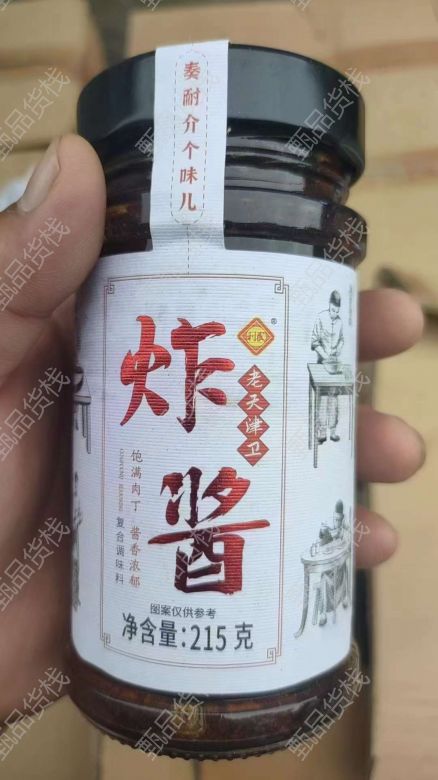 奏耐介个味儿
炸酱
利民
®
老天津卫
饱满肉丁 酱香浓郁
复合调味料
图案仅供参考
净含量:215克
甄品货栈